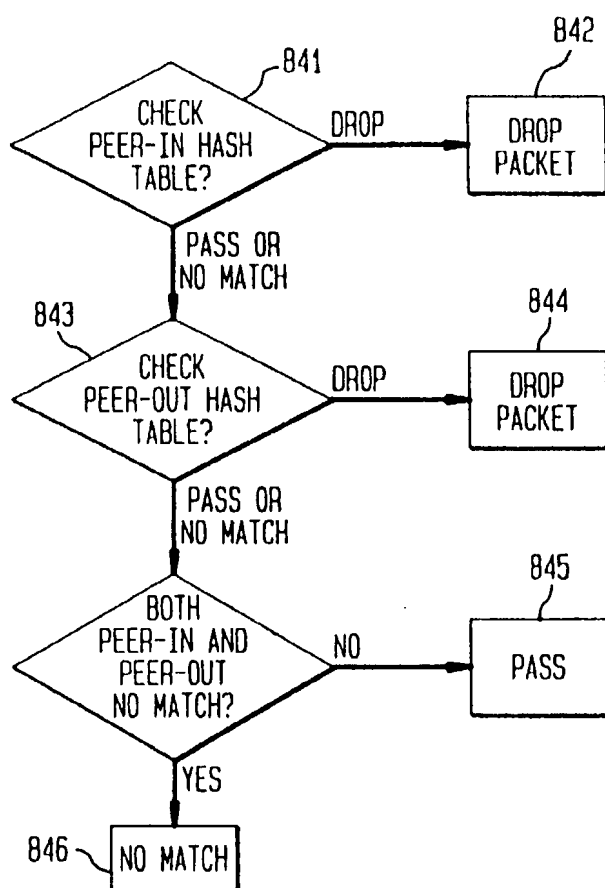 841
CHECK
PEER-IN HASH
TABLE?
DROP
842
DROP
PACKET
PASS OR
NO MATCH
843
CHECK
PEER-OUT HASH
TABLE?
DROP
844
DROP
PACKET
PASS OR
NO MATCH
BOTH
PEER-IN AND
PEER-OUT
NO MATCH?
NO
845
PASS
YES
846
NO MATCH